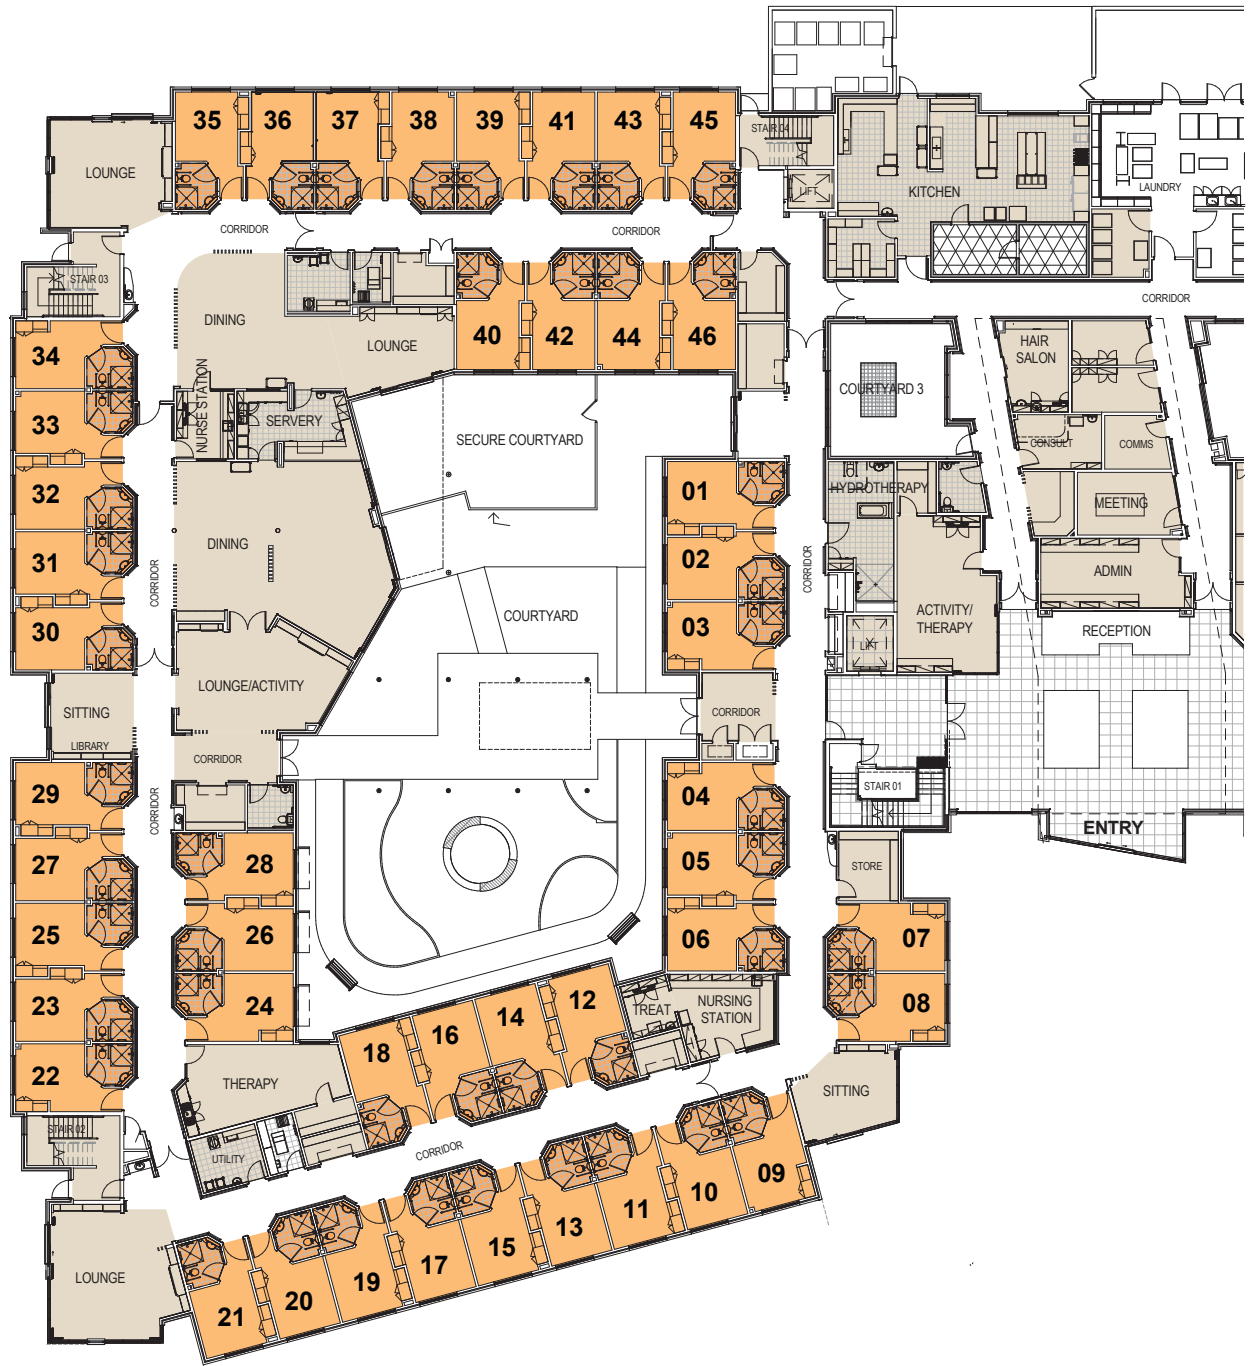 35 36 37 38 39 41 43 45
STAIR 04
LOUNGE
LIFT
KITCHEN
LAUNDRY
CORRIDOR
CORRIDOR
STAIR 03
CORRIDOR
DINING
LOUNGE
40 42 44 46
HAIR
SALON
34
COURTYARD 3
NURSE STATION
SERVERY
33
SECURE COURTYARD
CONSULT
COMMS
32
01
HYDROTHERAPY
MEETING
DINING
31
02
CORRIDOR
CORRIDOR
ADMIN
30
COURTYARD
03
ACTIVITY/
THERAPY
RECEPTION
LIFT
LOUNGE/ACTIVITY
SITTING
LIBRARY
CORRIDOR
CORRIDOR
29
CORRIDOR
04
STAIR 01
ENTRY
27
28
05
STORE
25
26
06
07
23
24
12
TREAT
NURSING
STATION
08
14
16
18
22
THERAPY
SITTING
STAIR 02
UTILITY
CORRIDOR
09
10
11
13
15
17
19
20
21
LOUNGE